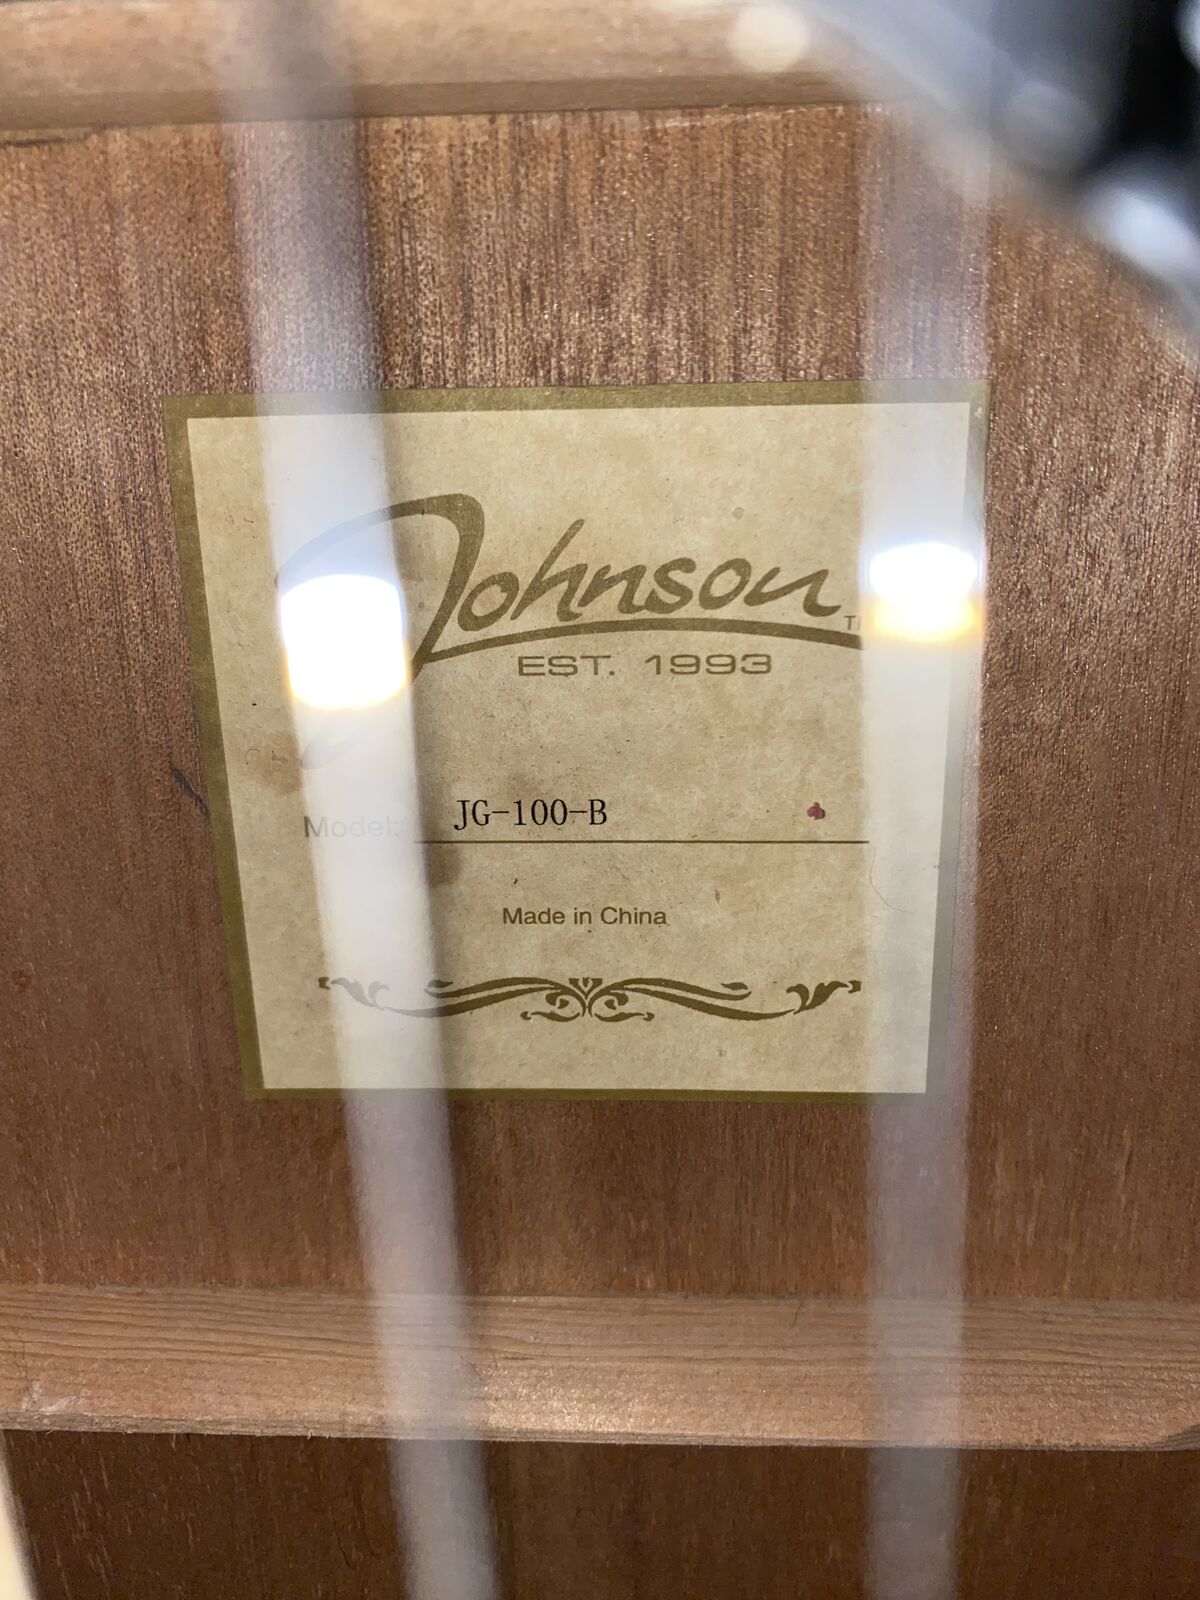 Johnson
TM
EST. 1993
Model: JG-100-B
Made in China